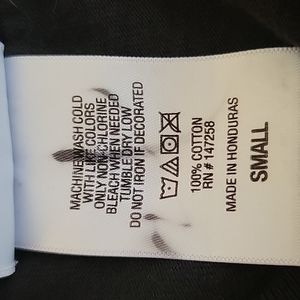 MACHINE WASH COLD
WITH LIKE COLORS
ONLY NON-CHLORINE
BLEACH WHEN NEEDED
TUMBLE DRY LOW
DO NOT IRON IF DECORATED
100% COTTON
RN # 147258
MADE IN HONDURAS
SMALL